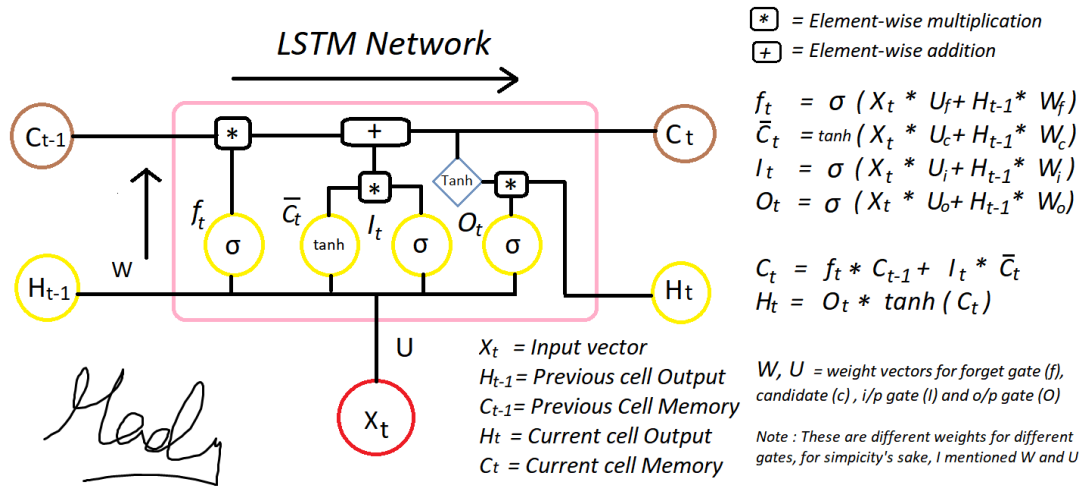 LSTM Network
C t-1
*
+
C t
Tanh
*
*
f t
C̅ t
I t
O t
σ
tanh
σ
σ
W
H t-1
H t
U
X t
X t = Input vector
H t-1 = Previous cell Output
C t-1 = Previous Cell Memory
H t = Current cell Output
C t = Current cell Memory
Mady
* = Element-wise multiplication
+ = Element-wise addition
f t = σ ( X t * U f + H t-1 * W f )
C̅ t = tanh ( X t * U c + H t-1 * W c )
I t = σ ( X t * U i + H t-1 * W i )
O t = σ ( X t * U o + H t-1 * W o )
C t = f t * C t-1 + I t * C̅ t
H t = O t * tanh ( C t )
W, U = weight vectors for forget gate (f),
candidate (c) , i/p gate (I) and o/p gate (O)
Note : These are different weights for different
gates, for simpicity's sake, I mentioned W and U